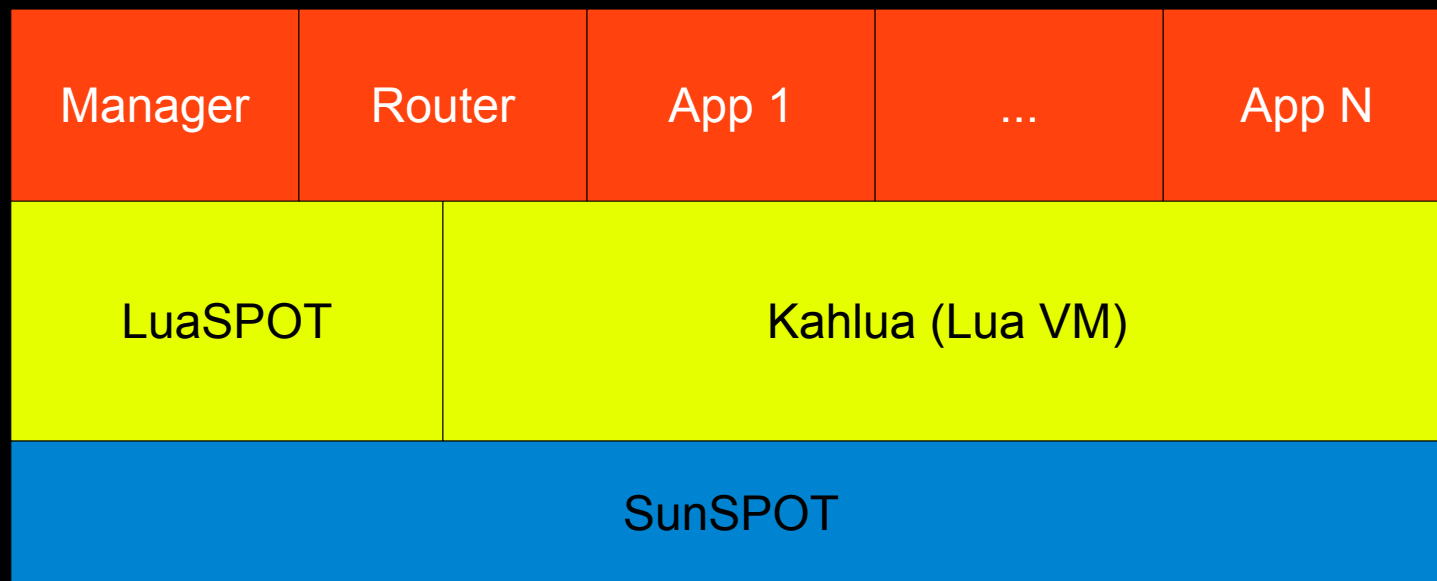 Manager Router App 1 ... App N
LuaSPOT Kahlua (Lua VM)
SunSPOT